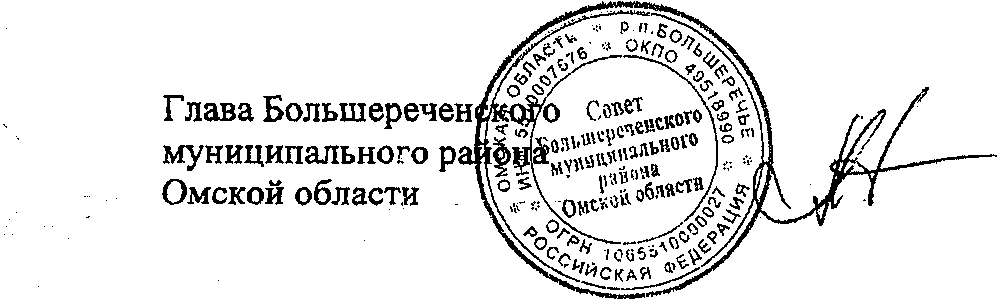 Глава Большереченского
муниципального района
Омской области
ОМСКАЯ ОБЛАСТЬ * р.п.БОЛЬШЕРЕЧЬЕ *
РОССИЙСКАЯ ФЕДЕРАЦИЯ
ОКПО 49518990
ОГРН 1065510000027
Совет
Большереченского
муниципального
района
Омской области